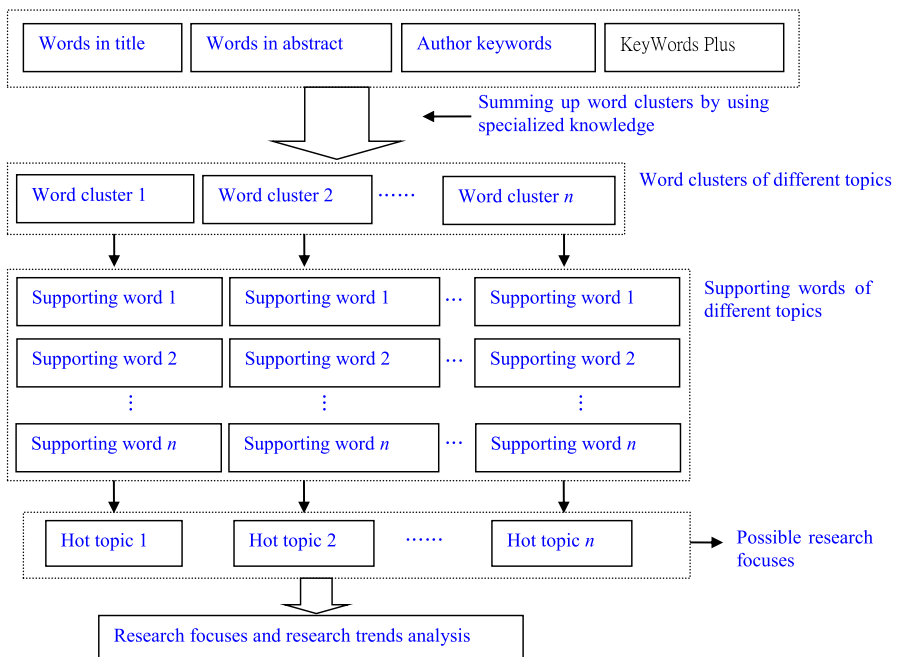 Words in title Words in abstract Author keywords KeyWords Plus
Summing up word clusters by using
specialized knowledge
Word cluster 1 Word cluster 2 ······ Word cluster n
Word clusters of different topics
Supporting word 1 Supporting word 1 ··· Supporting word 1
Supporting words of
different topics
Supporting word 2 Supporting word 2 ··· Supporting word 2
⋮ ⋮ ⋮
Supporting word n Supporting word n ··· Supporting word n
Hot topic 1 Hot topic 2 ······ Hot topic n
Possible research
focuses
Research focuses and research trends analysis